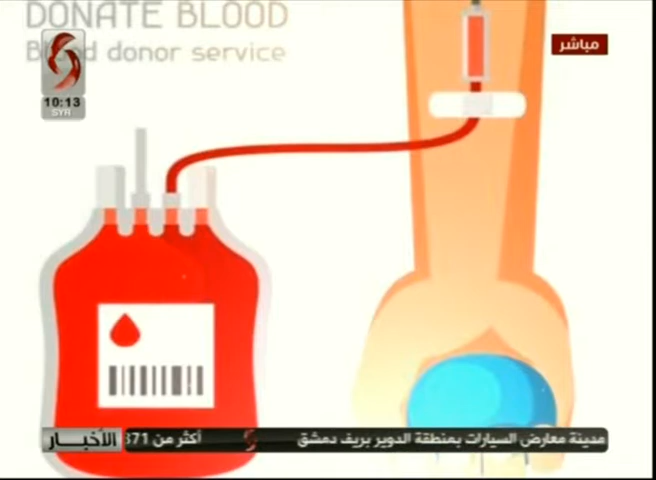 DONATE BLOOD
Blood donor service
مباشر
10:13
SYR
الأخبار
مدينة معارض السيارات بمنطقة الدوير بريف دمشق
أكثر من 371